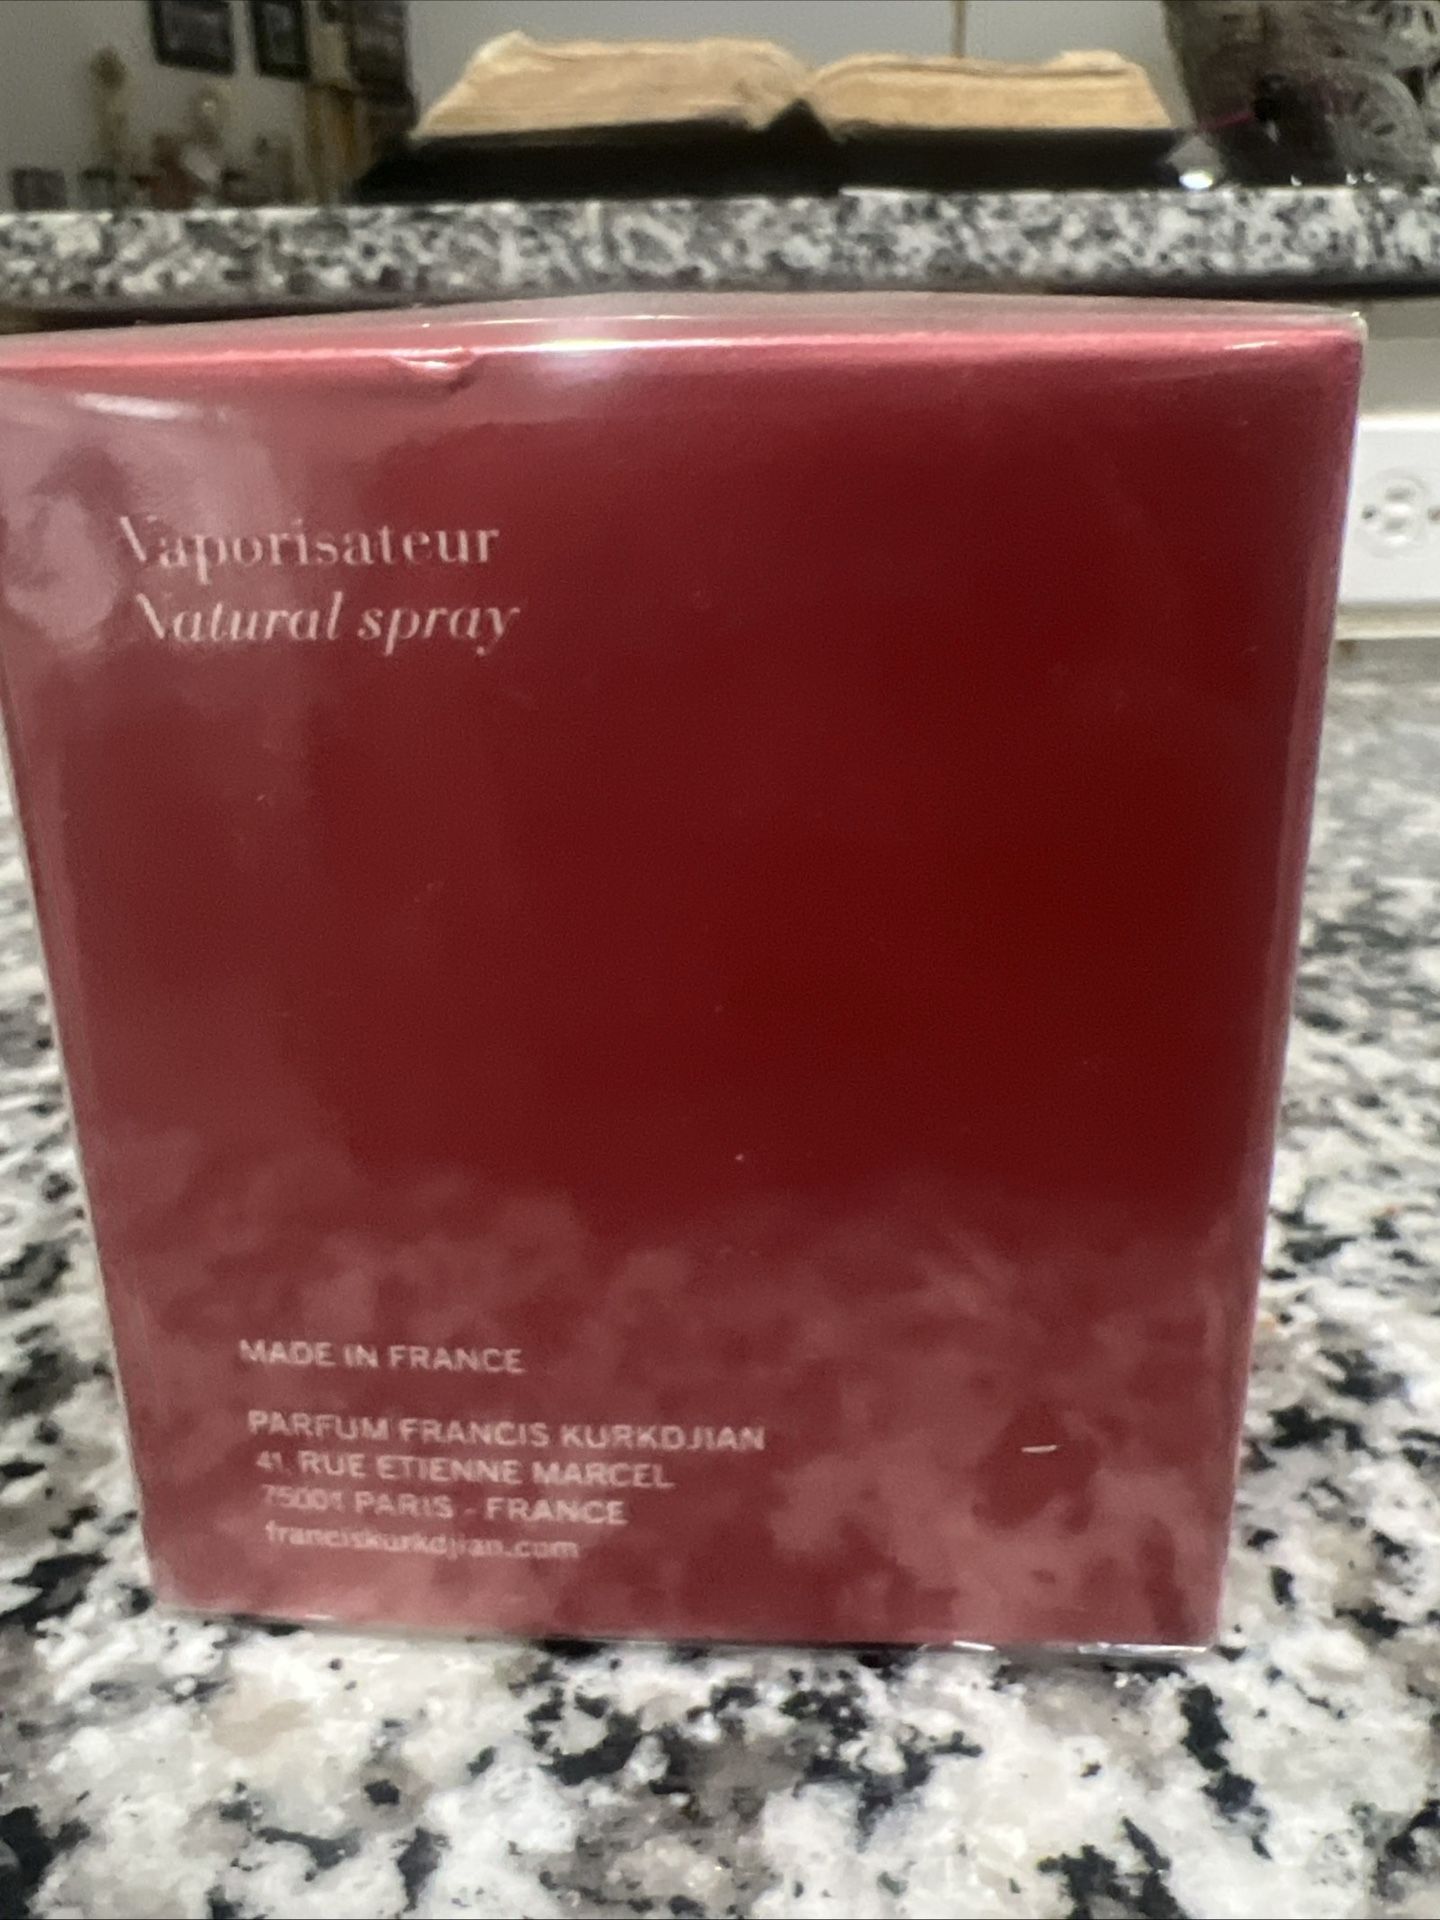 Vaporisateur
Natural spray
MADE IN FRANCE
PARFUM FRANCIS KURKDJIAN
41, RUE ETIENNE MARCEL
75001 PARIS - FRANCE
franciskurkdjian.com